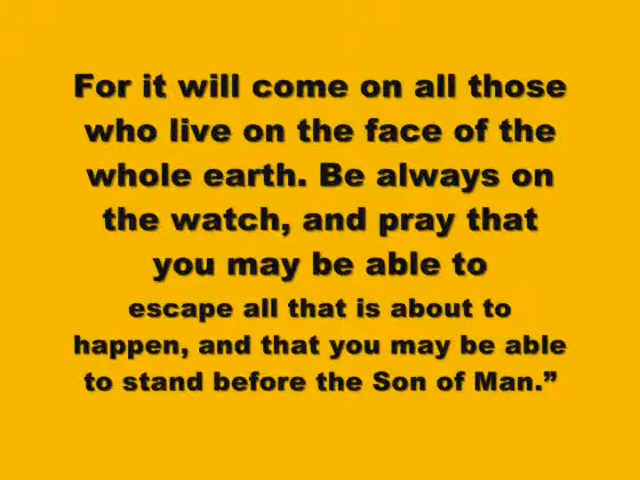 For it will come on all those
who live on the face of the
whole earth. Be always on
the watch, and pray that
you may be able to
escape all that is about to
happen, and that you may be able
to stand before the Son of Man.”